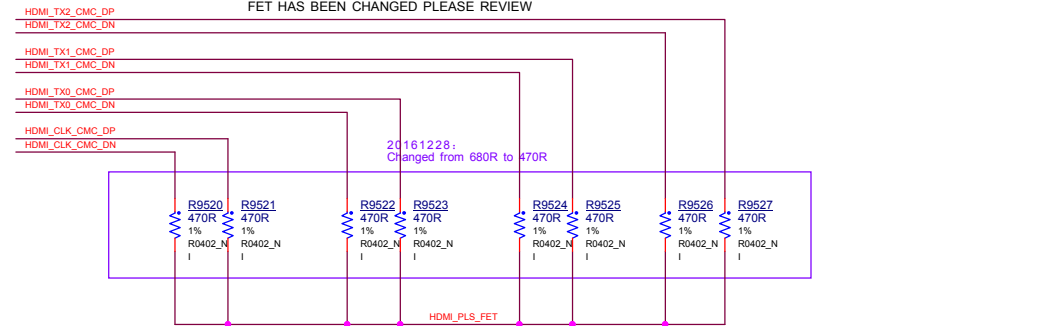 FET HAS BEEN CHANGED PLEASE REVIEW
HDMI_TX2_CMC_DP
HDMI_TX2_CMC_DN
HDMI_TX1_CMC_DP
HDMI_TX1_CMC_DN
HDMI_TX0_CMC_DP
HDMI_TX0_CMC_DN
HDMI_CLK_CMC_DP
HDMI_CLK_CMC_DN
20161228:
Changed from 680R to 470R
R9520
470R
1%
R0402_N
I
R9521
470R
1%
R0402_N
I
R9522
470R
1%
R0402_N
I
R9523
470R
1%
R0402_N
I
R9524
470R
1%
R0402_N
I
R9525
470R
1%
R0402_N
I
R9526
470R
1%
R0402_N
I
R9527
470R
1%
R0402_N
I
HDMI_PLS_FET